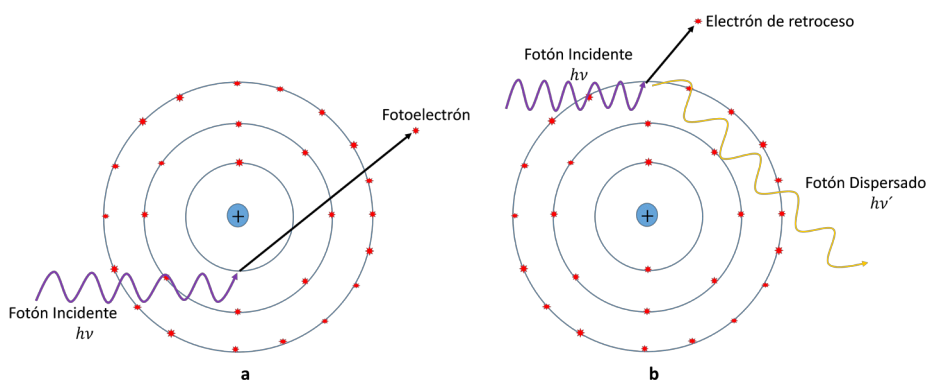 Fotoelectrón
+
Fotón Incidente
hν
a
Electrón de retroceso
Fotón Incidente
hν
+
Fotón Dispersado
hν´
b